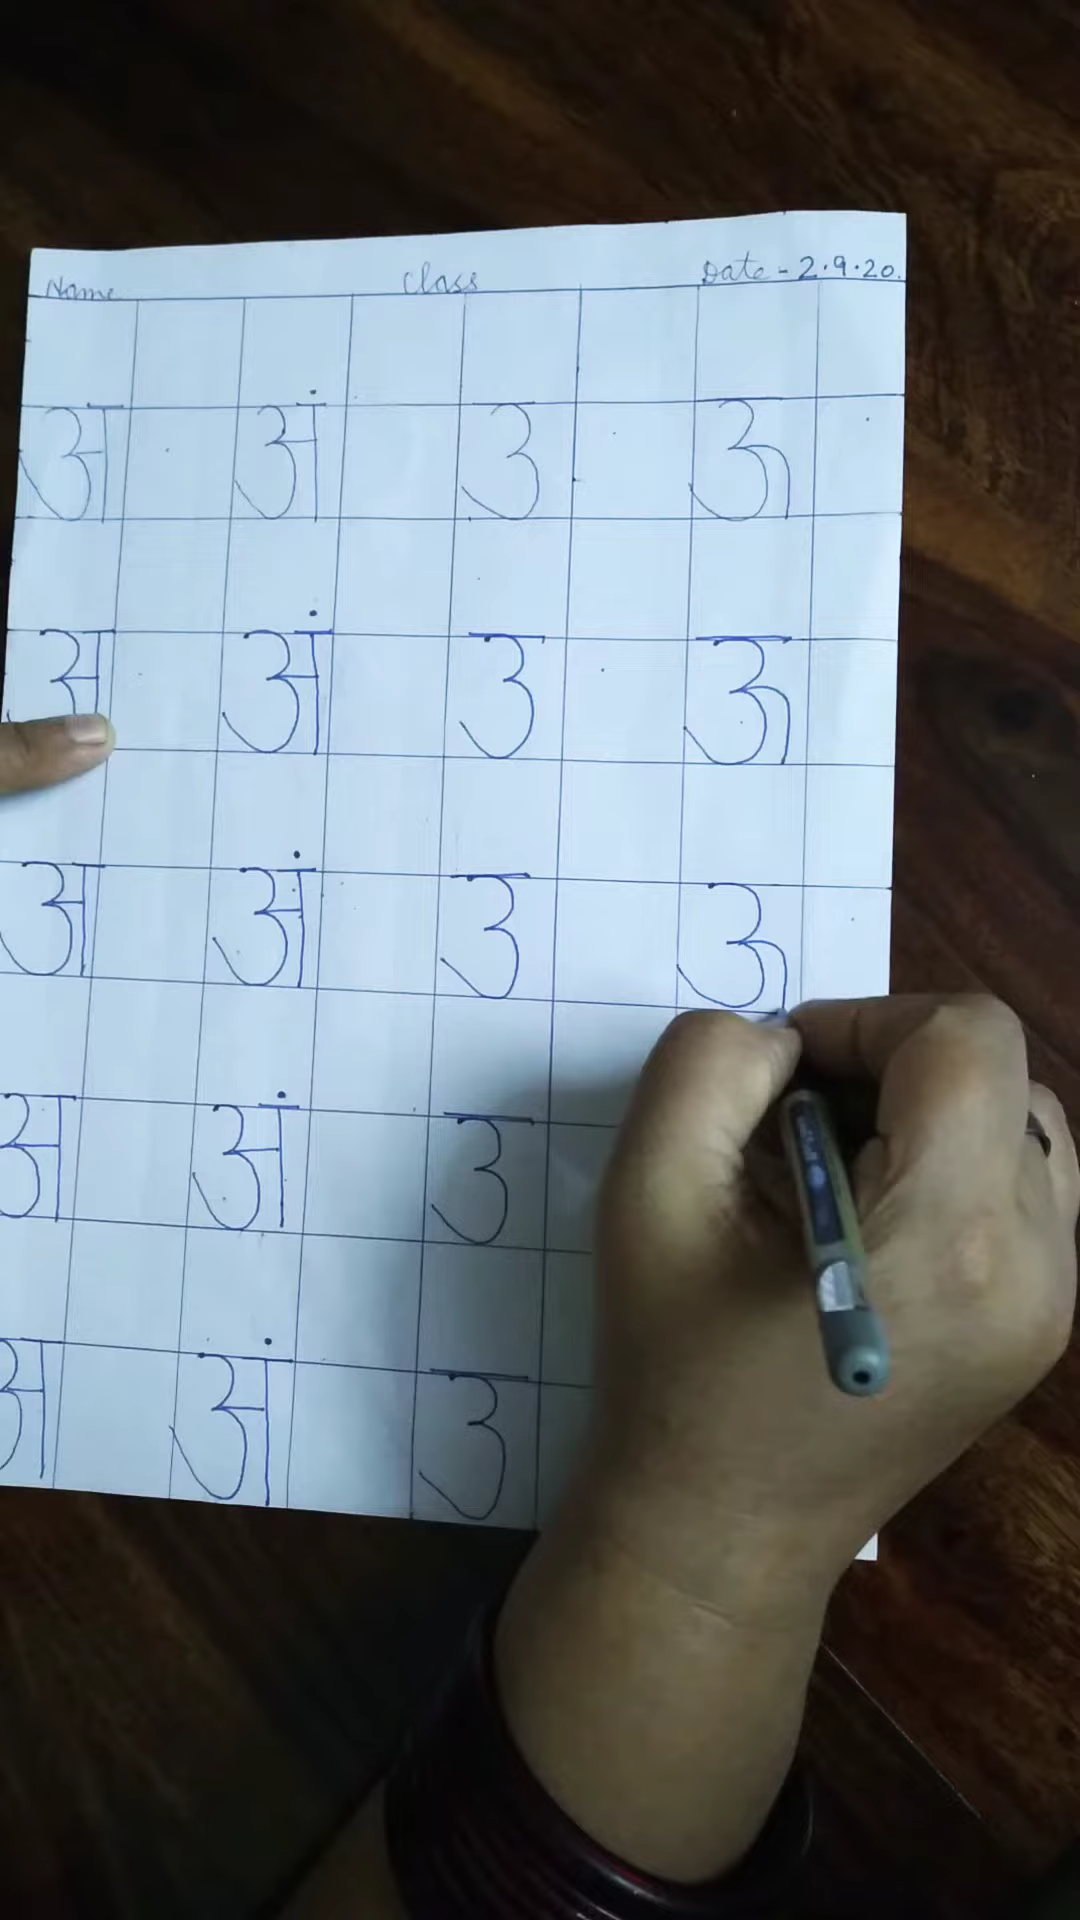 Name Class Date - 2.9.20.
अ अं उ ऊ
अ अं उ ऊ
अ अं उ ऊ
अ अं उ
अ अं उ